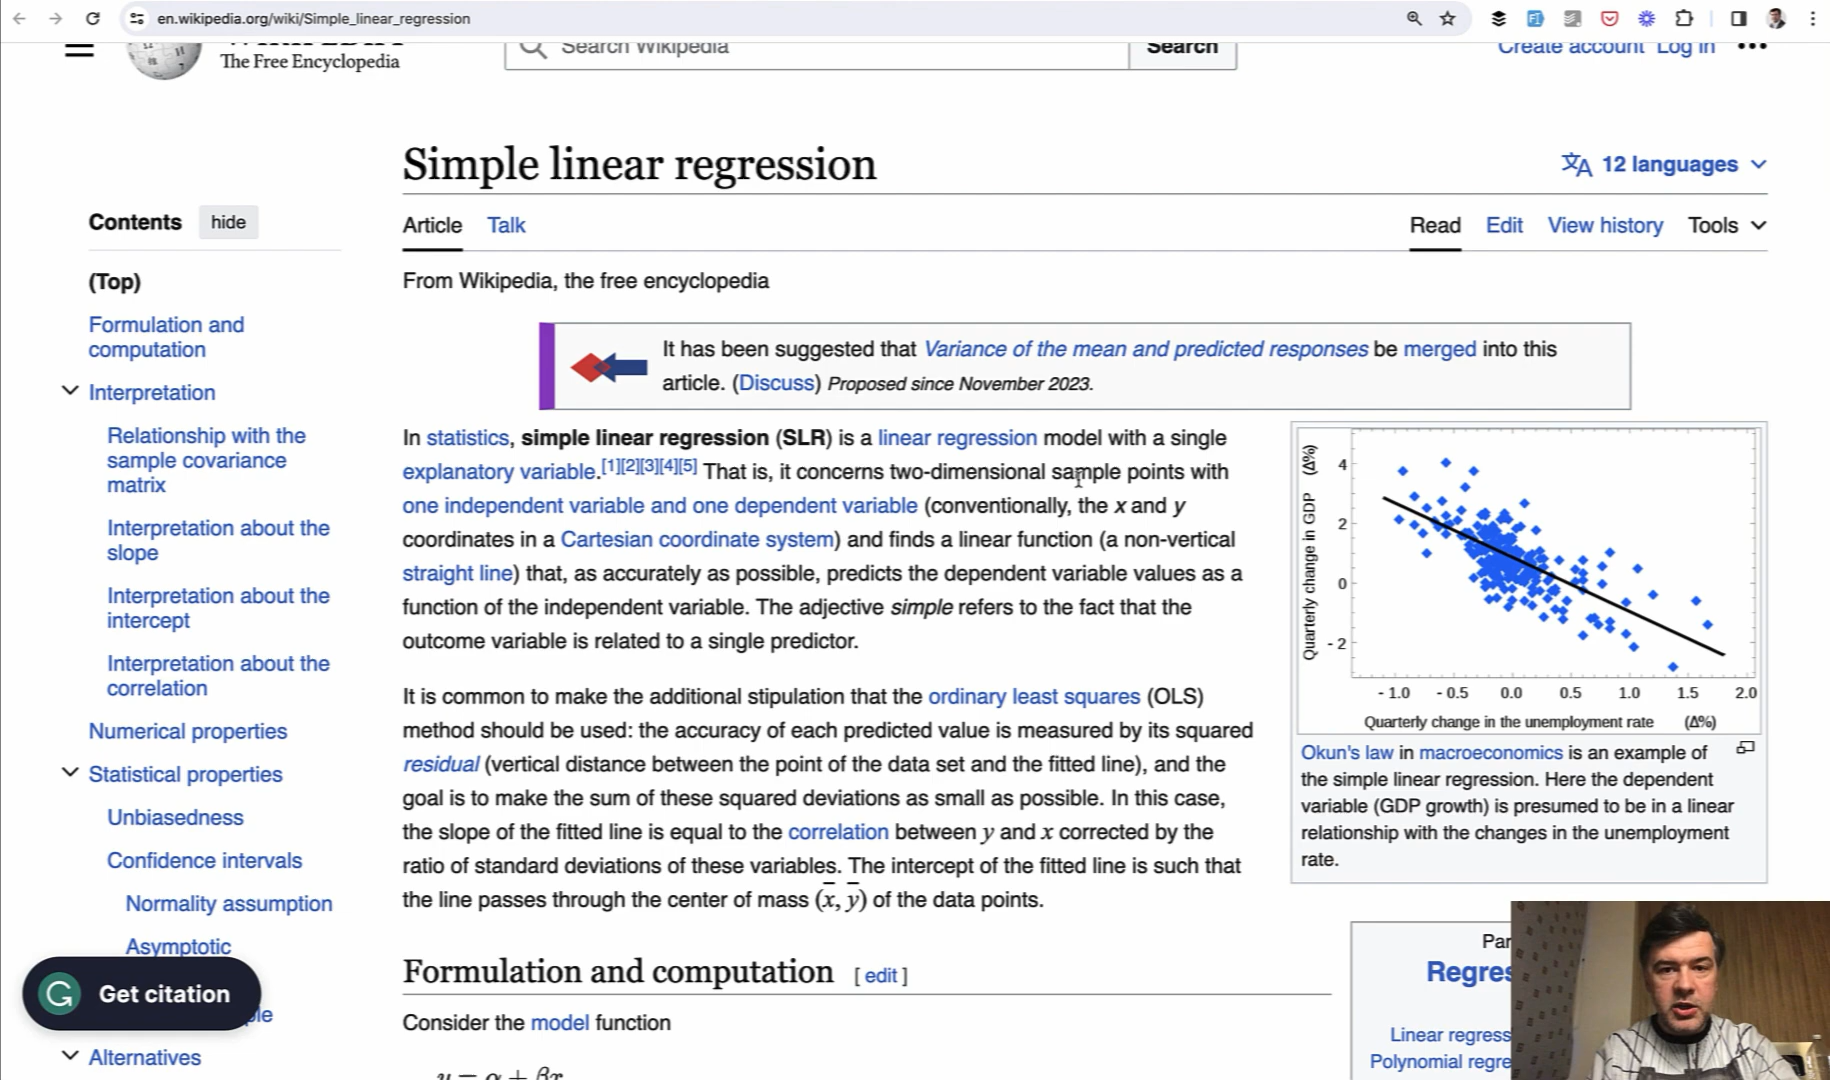 en.wikipedia.org/wiki/Simple_linear_regression
The Free Encyclopedia
Search Wikipedia
Search
Create account Log in
Simple linear regression
12 languages
Contents hide
Article Talk
Read Edit View history Tools
(Top)
From Wikipedia, the free encyclopedia
Formulation and
computation
Interpretation
Relationship with the
sample covariance
matrix
Interpretation about the
slope
Interpretation about the
intercept
Interpretation about the
correlation
Numerical properties
Statistical properties
Unbiasedness
Confidence intervals
Normality assumption
Asymptotic
Get citation
Alternatives
It has been suggested that Variance of the mean and predicted responses be merged into this
article. (Discuss) Proposed since November 2023.
In statistics, simple linear regression (SLR) is a linear regression model with a single
explanatory variable.[1][2][3][4][5] That is, it concerns two-dimensional sample points with
one independent variable and one dependent variable (conventionally, the x and y
coordinates in a Cartesian coordinate system) and finds a linear function (a non-vertical
straight line) that, as accurately as possible, predicts the dependent variable values as a
function of the independent variable. The adjective simple refers to the fact that the
outcome variable is related to a single predictor.
It is common to make the additional stipulation that the ordinary least squares (OLS)
method should be used: the accuracy of each predicted value is measured by its squared
residual (vertical distance between the point of the data set and the fitted line), and the
goal is to make the sum of these squared deviations as small as possible. In this case,
the slope of the fitted line is equal to the correlation between y and x corrected by the
ratio of standard deviations of these variables. The intercept of the fitted line is such that
the line passes through the center of mass (x̄, ȳ) of the data points.
Formulation and computation [ edit ]
Consider the model function
y = α + βx
Quarterly change in GDP (Δ%)
4
2
0
- 2
- 1.0 - 0.5 0.0 0.5 1.0 1.5 2.0
Quarterly change in the unemployment rate (Δ%)
Okun's law in macroeconomics is an example of
the simple linear regression. Here the dependent
variable (GDP growth) is presumed to be in a linear
relationship with the changes in the unemployment
rate.
Par
Regres
Linear regress
Polynomial regre